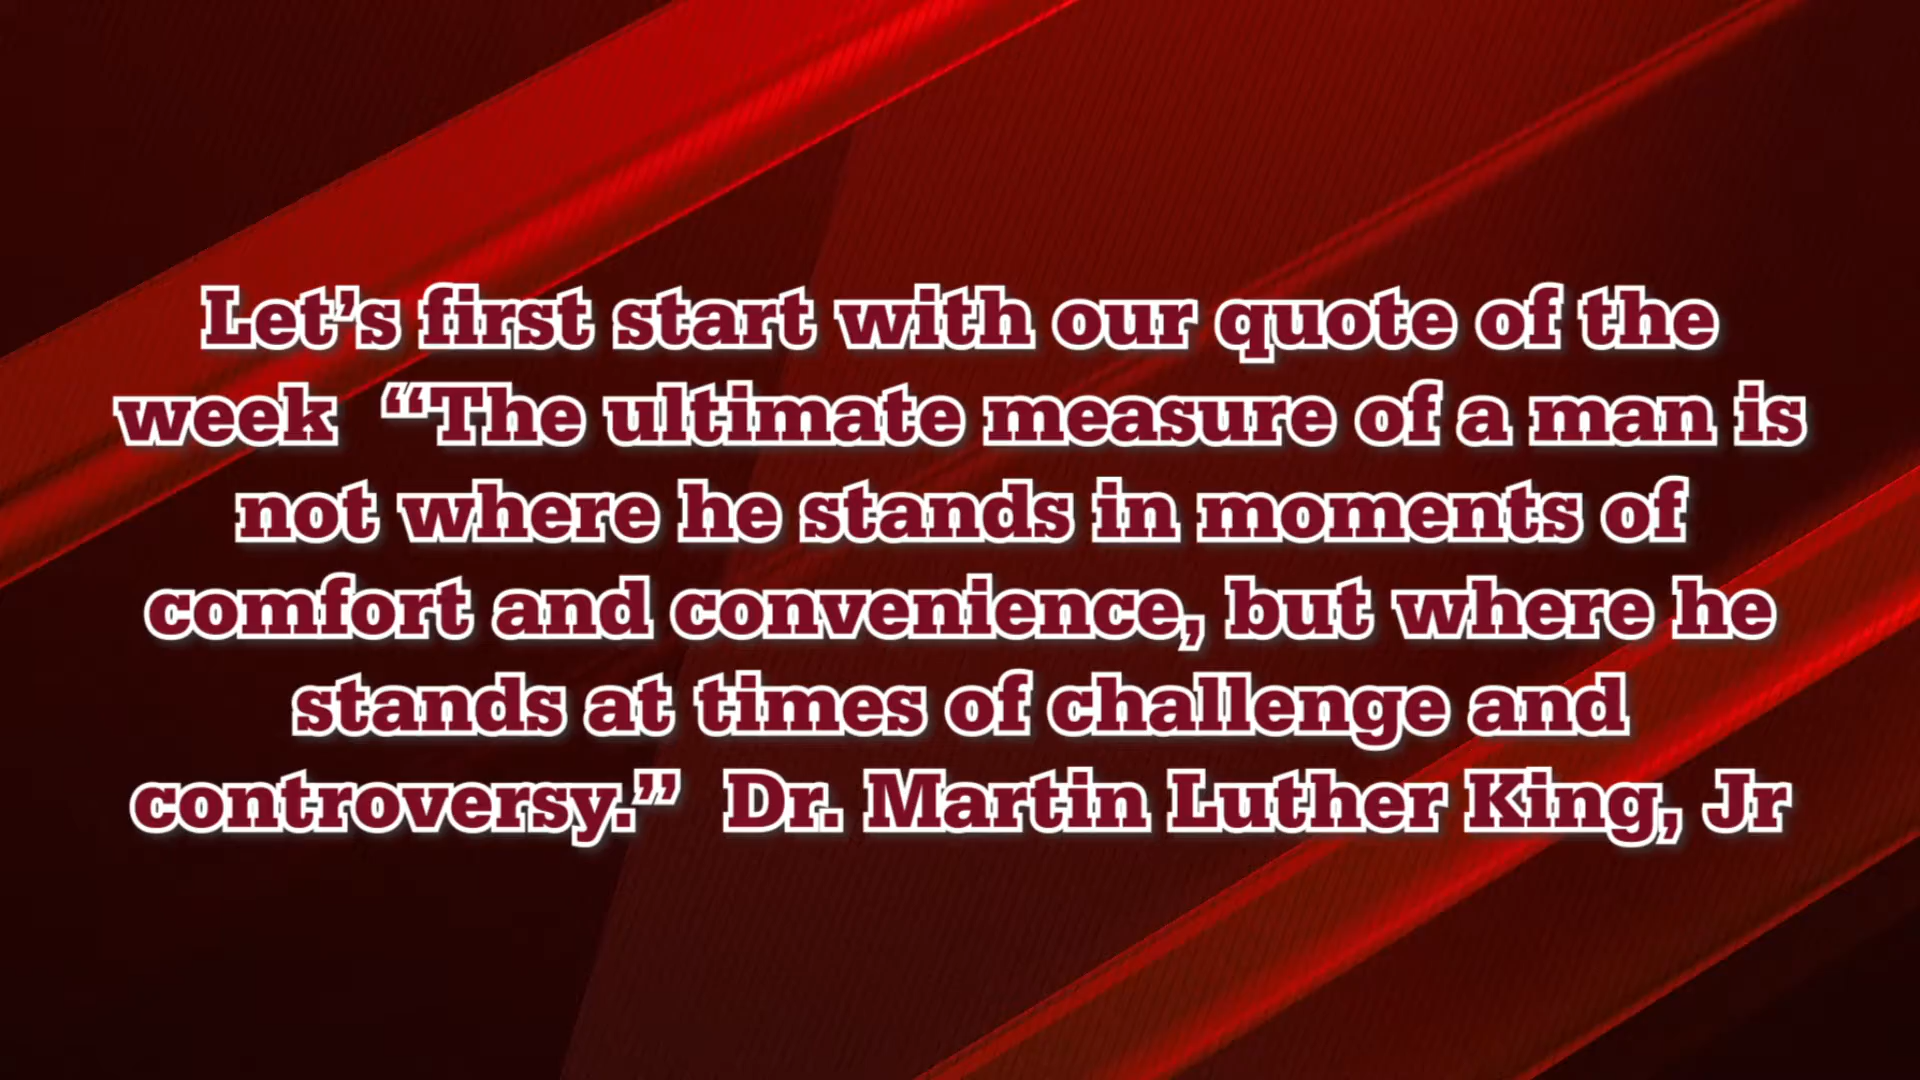 Let’s first start with our quote of the
week “The ultimate measure of a man is
not where he stands in moments of
comfort and convenience, but where he
stands at times of challenge and
controversy.” Dr. Martin Luther King, Jr